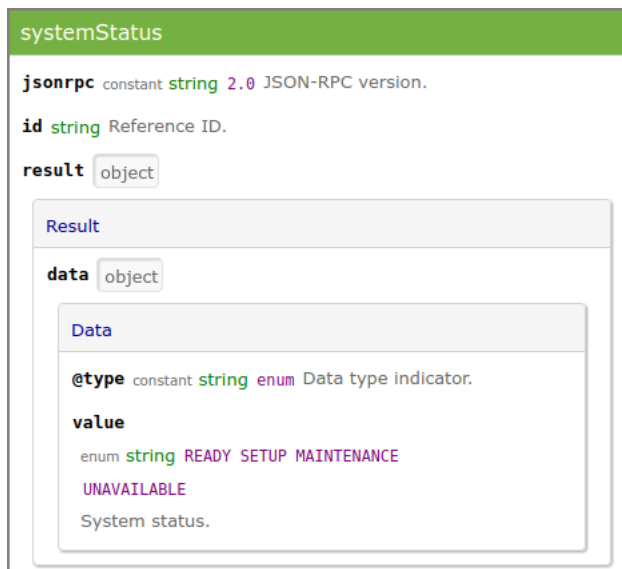 systemStatus
jsonrpc constant string 2.0 JSON-RPC version.
id string Reference ID.
result object
Result
data object
Data
@type constant string enum Data type indicator.
value
enum string READY SETUP MAINTENANCE
UNAVAILABLE
System status.